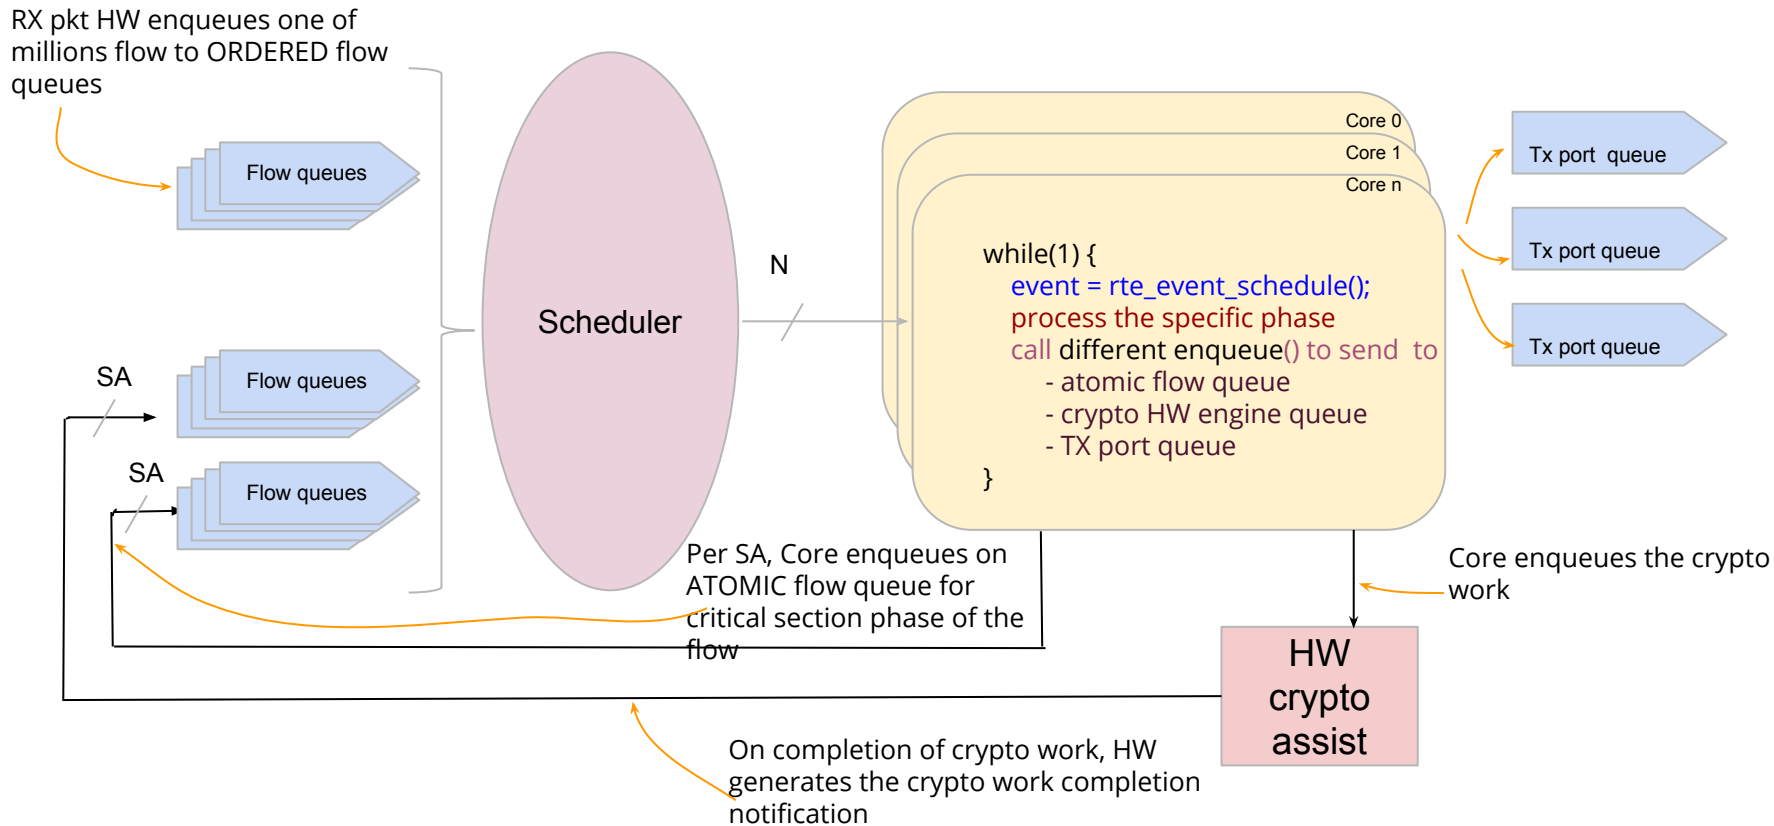 RX pkt HW enqueues one of
millions flow to ORDERED flow
queues
Flow queues
SA
Flow queues
SA
Flow queues
Scheduler
N
Core 0
Core 1
Core n
while(1) {
event = rte_event_schedule();
process the specific phase
call different enqueue() to send to
- atomic flow queue
- crypto HW engine queue
- TX port queue
}
Tx port queue
Tx port queue
Tx port queue
Per SA, Core enqueues on
ATOMIC flow queue for
critical section phase of the
flow
Core enqueues the crypto
work
HW
crypto
assist
On completion of crypto work, HW
generates the crypto work completion
notification